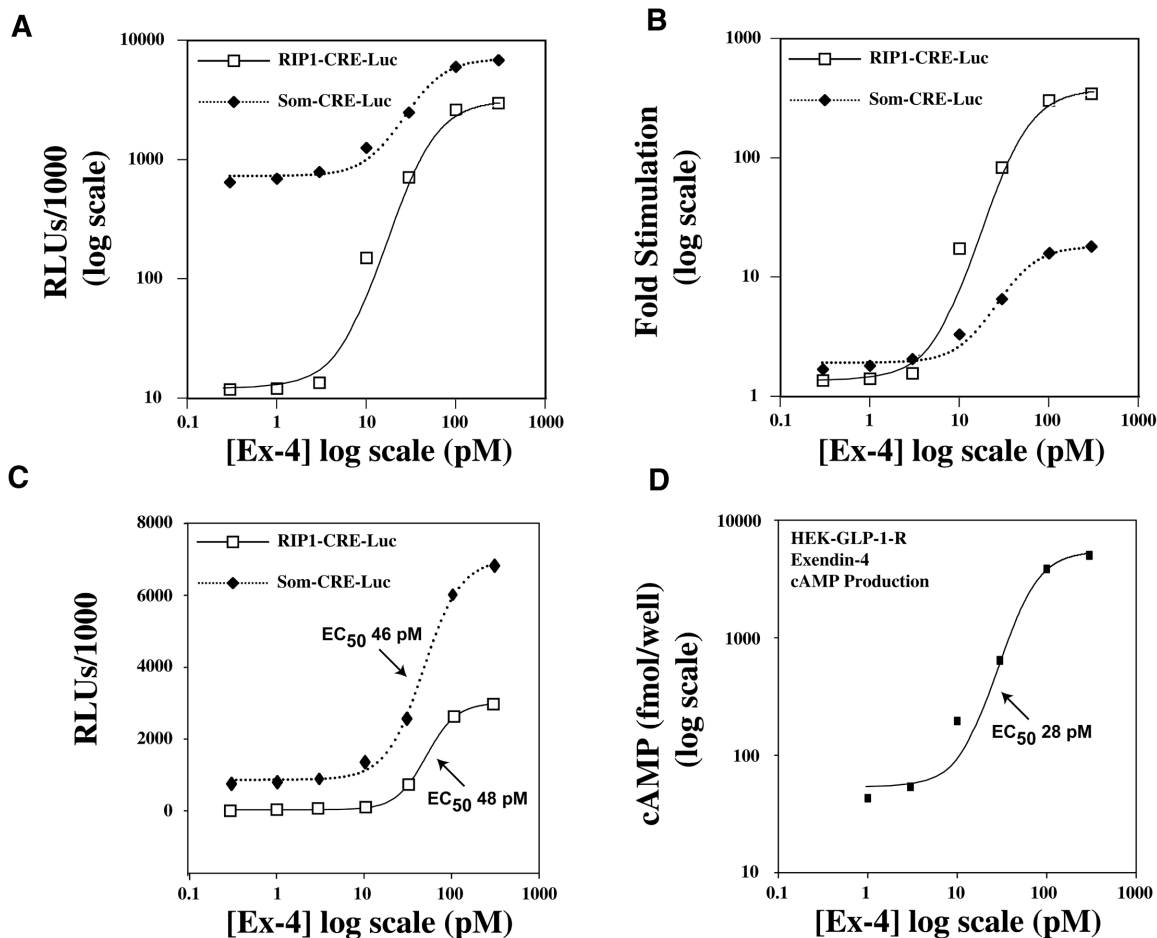 A
RLUs/1000
(log scale)
10000
1000
100
10
RIP1-CRE-Luc
Som-CRE-Luc
0.1 1 10 100 1000
[Ex-4] log scale (pM)
B
Fold Stimulation
(log scale)
1000
100
10
1
RIP1-CRE-Luc
Som-CRE-Luc
0.1 1 10 100 1000
[Ex-4] log scale (pM)
C
RLUs/1000
8000
6000
4000
2000
0
RIP1-CRE-Luc
Som-CRE-Luc
EC50 46 pM
EC50 48 pM
0.1 1 10 100 1000
[Ex-4] log scale (pM)
D
cAMP (fmol/well)
(log scale)
10000
1000
100
10
HEK-GLP-1-R
Exendin-4
cAMP Production
EC50 28 pM
0.1 1 10 100 1000
[Ex-4] log scale (pM)